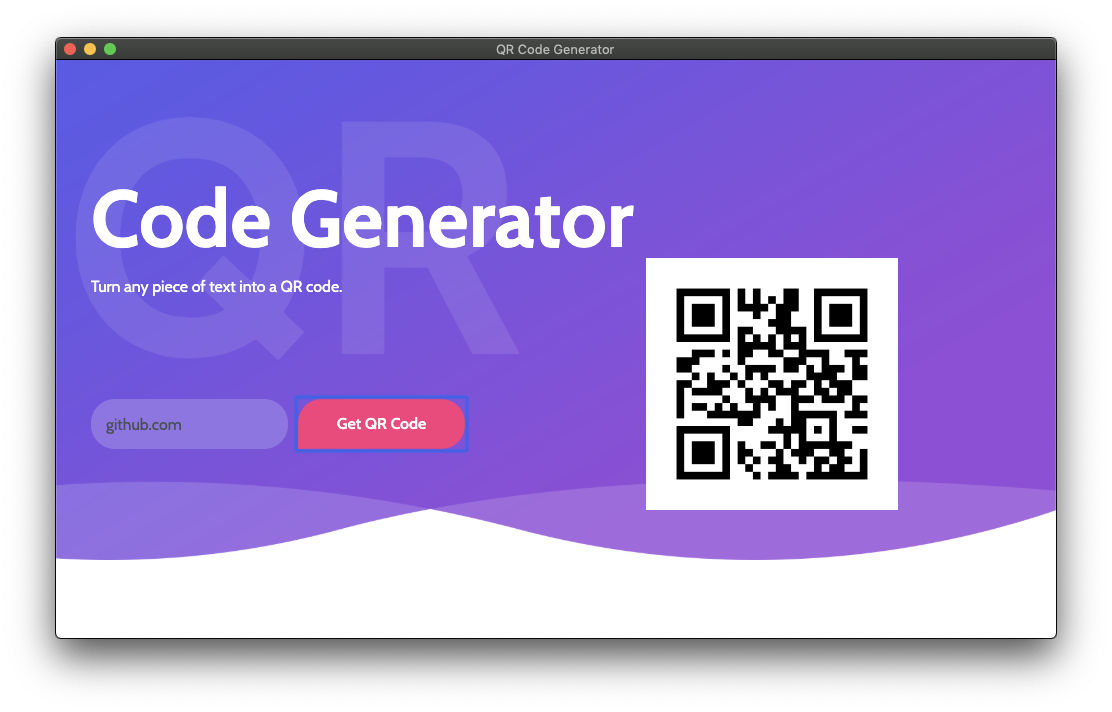 QR Code Generator
QR
Code Generator
Turn any piece of text into a QR code.
github.com
Get QR Code